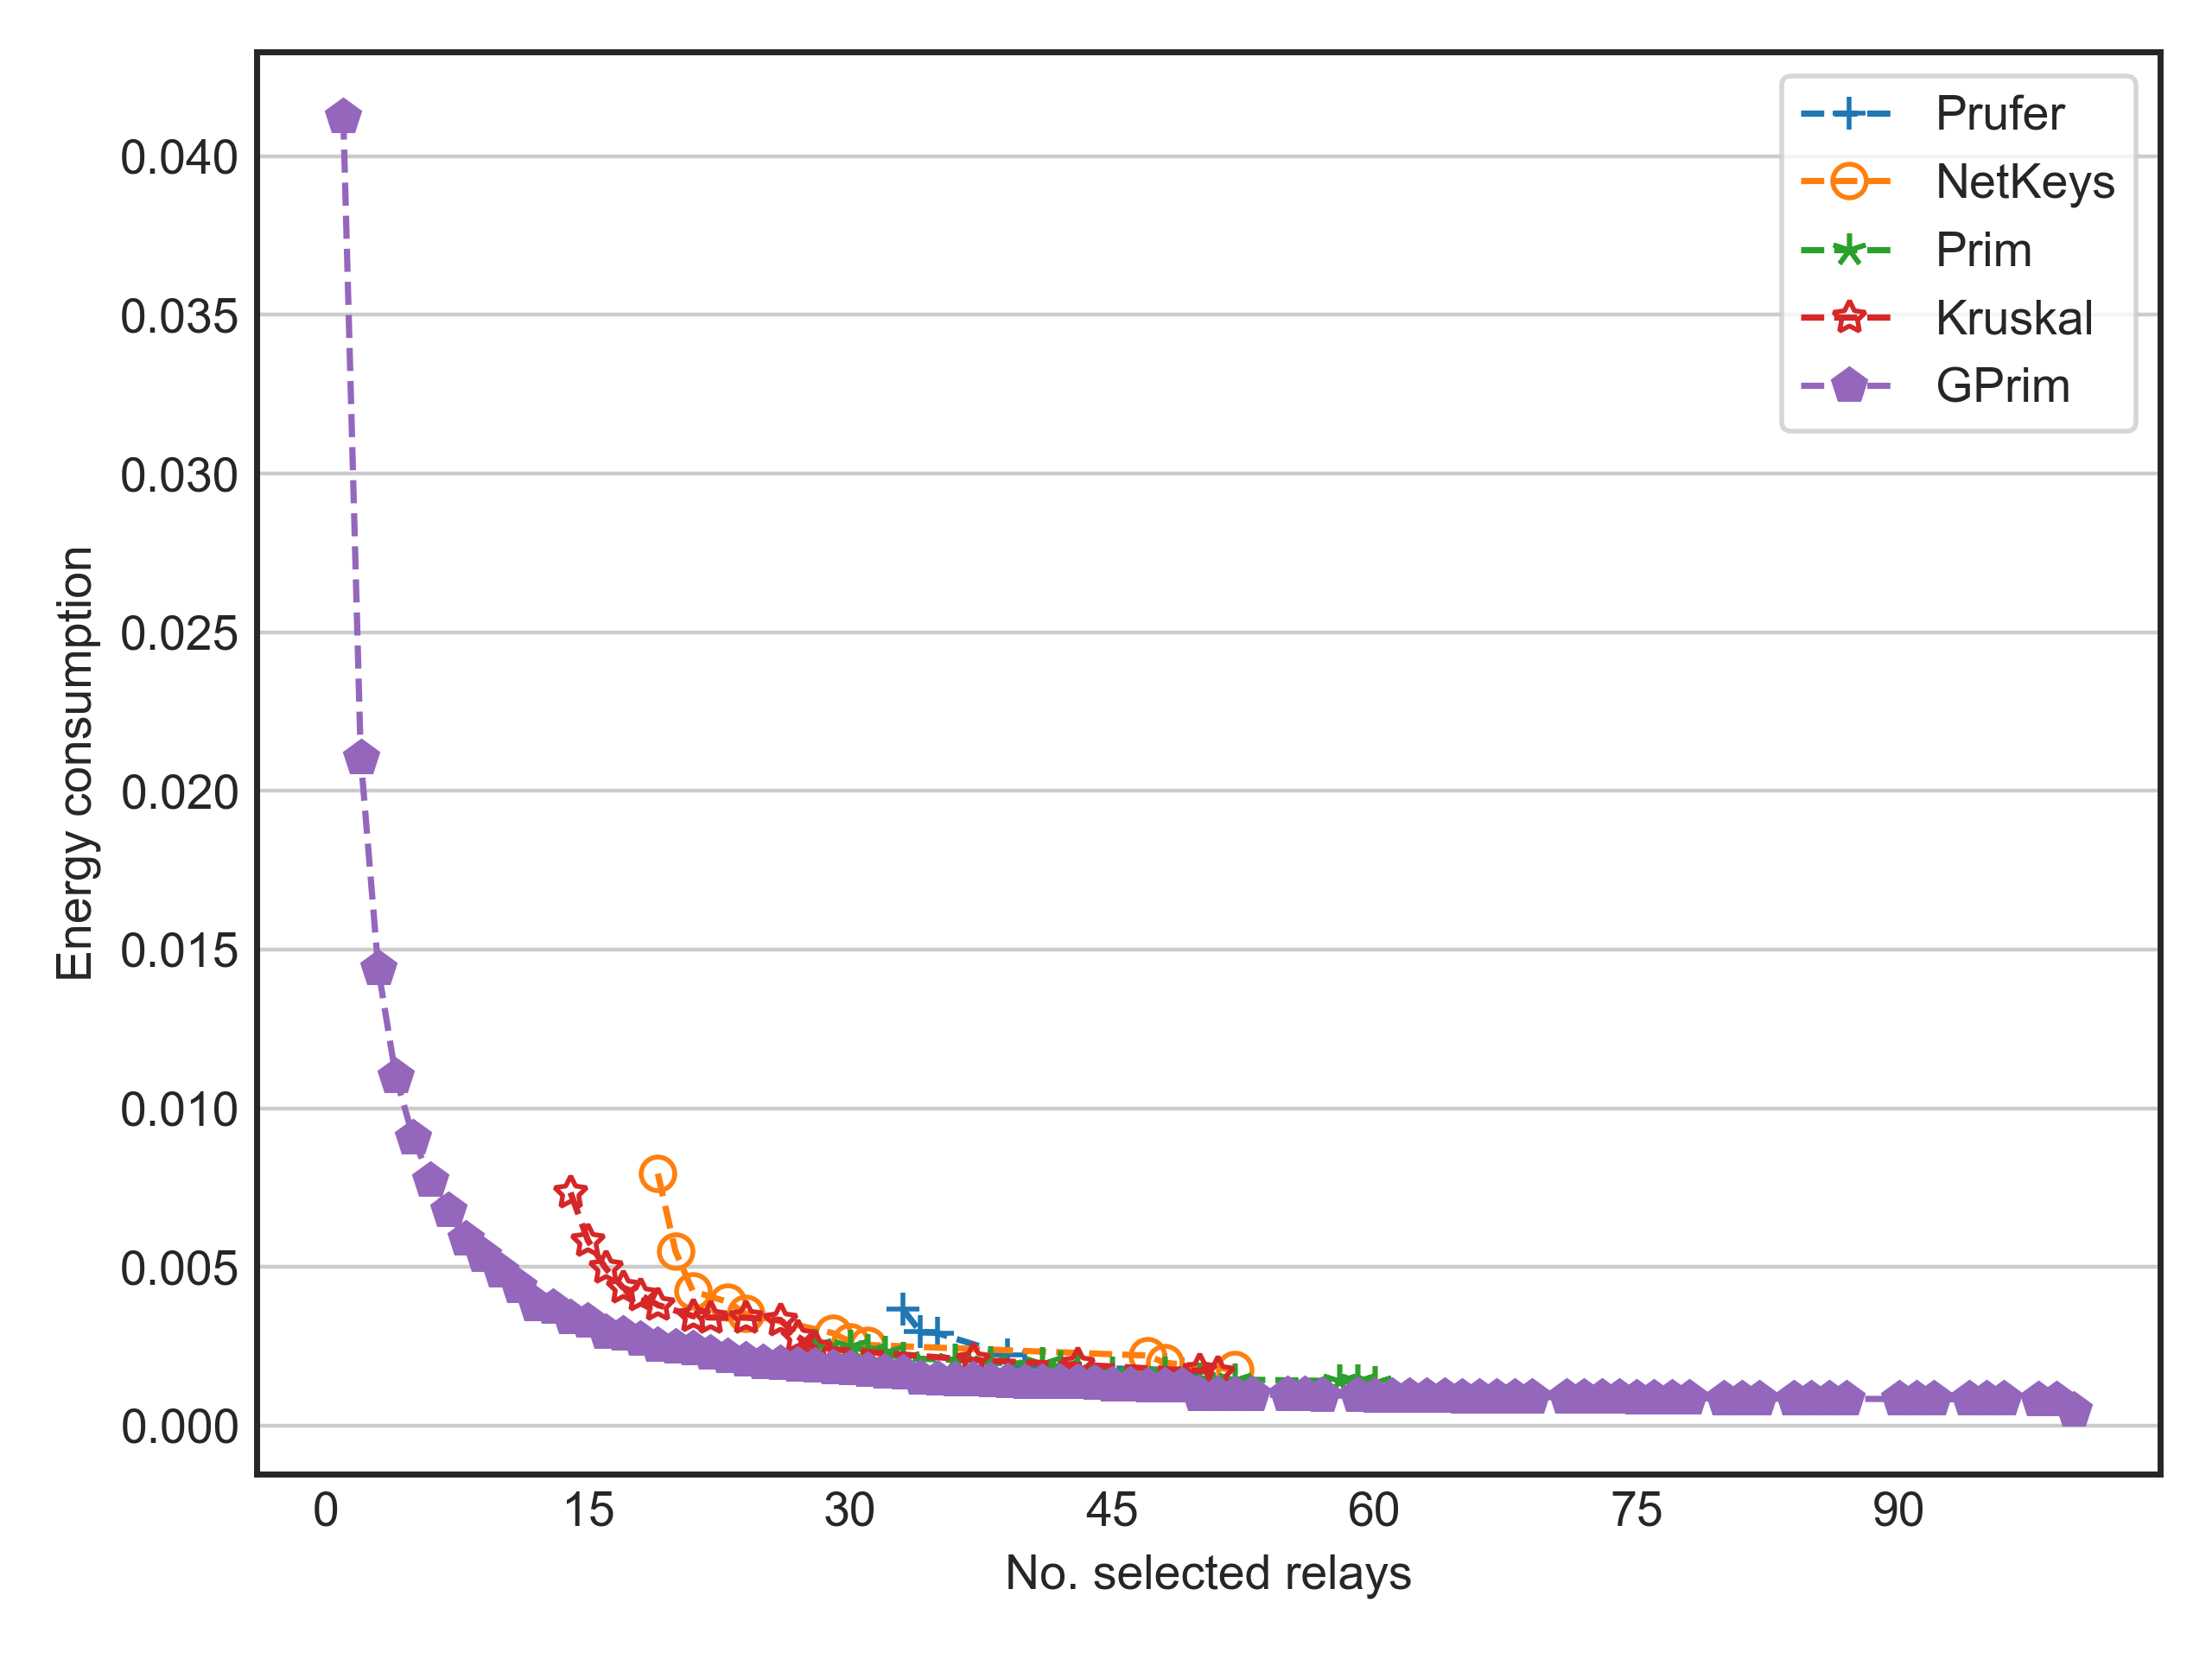 Prufer
NetKeys
Prim
Kruskal
GPrim
Energy consumption
0.040
0.035
0.030
0.025
0.020
0.015
0.010
0.005
0.000
0 15 30 45 60 75 90
No. selected relays